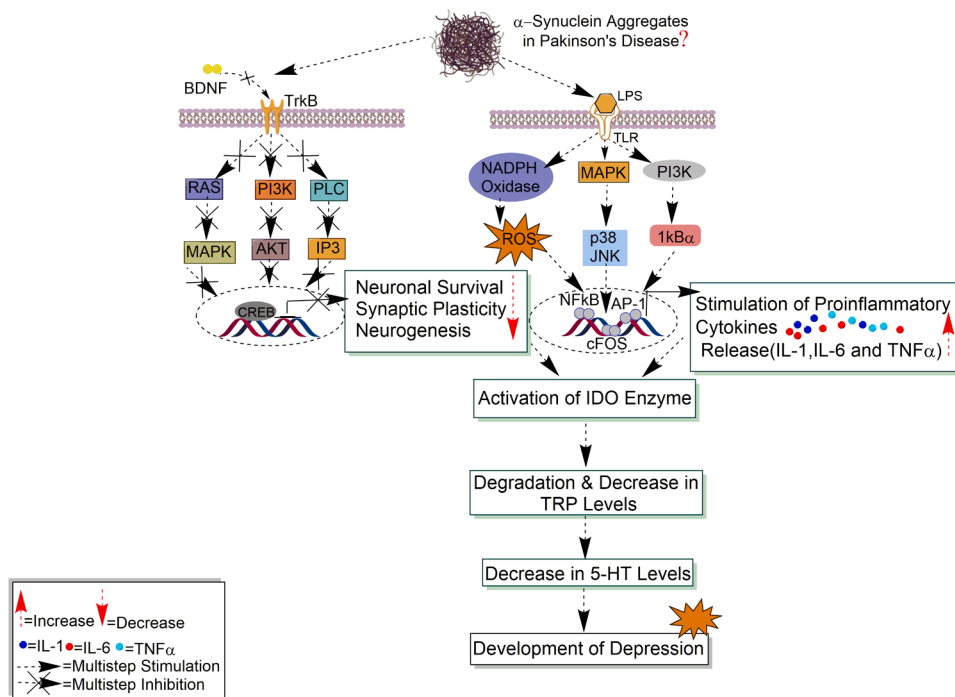 α–Synuclein Aggregates
in Pakinson's Disease?
BDNF
TrkB
LPS
TLR
RAS
PI3K
PLC
NADPH
Oxidase
MAPK
PI3K
MAPK
AKT
IP3
ROS
p38
JNK
1kBα
CREB
Neuronal Survival
Synaptic Plasticity
Neurogenesis
NFkB
AP-1
cFOS
Stimulation of Proinflammatory
Cytokines
Release(IL-1,IL-6 and TNFα)
Activation of IDO Enzyme
Degradation & Decrease in
TRP Levels
Decrease in 5-HT Levels
Development of Depression
=Increase =Decrease
=IL-1 =IL-6 =TNFα
=Multistep Stimulation
=Multistep Inhibition